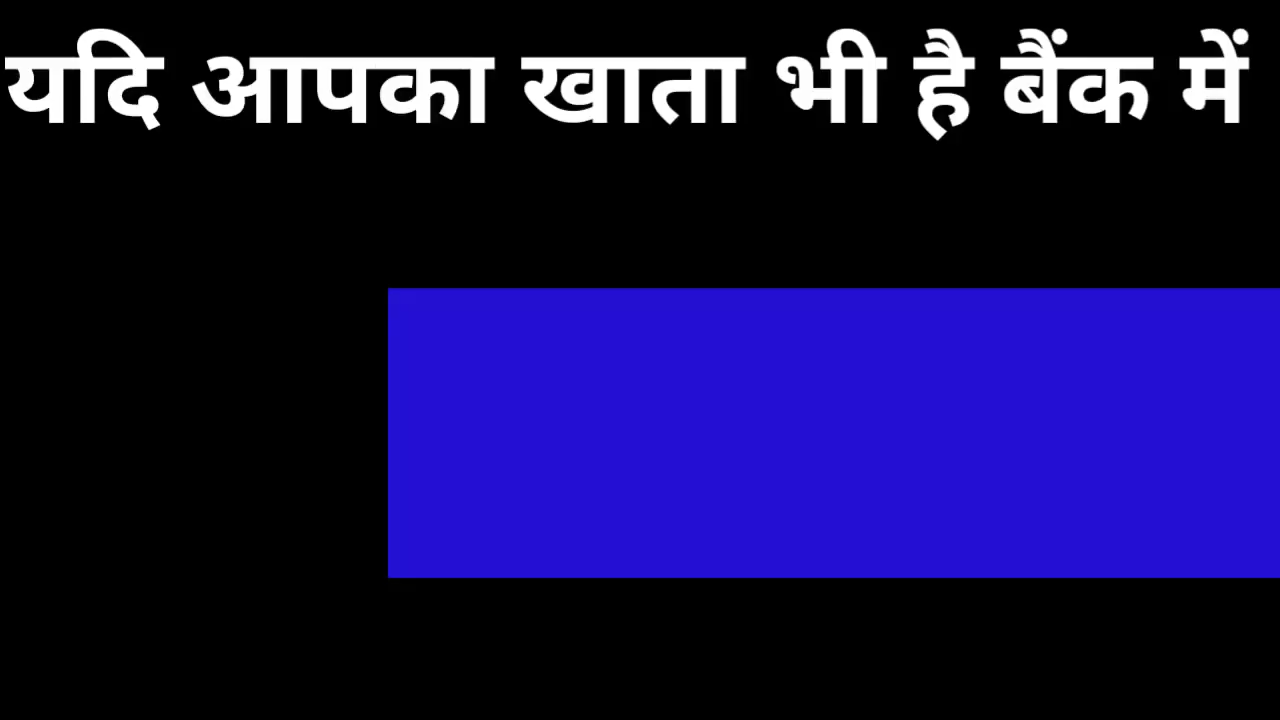 यदि आपका खाता भी है बैंक में